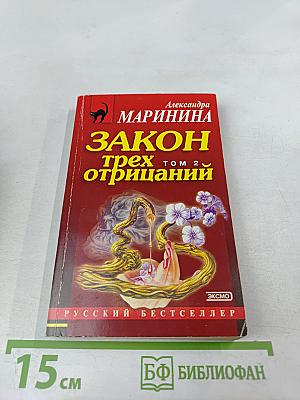 Александра
МАРИНИНА
ЗАКОН
трех ТОМ 2
отрицаний
ЭКСМО
РУССКИЙ БЕСТСЕЛЛЕР
15 см
БФ БИБЛИОФАН